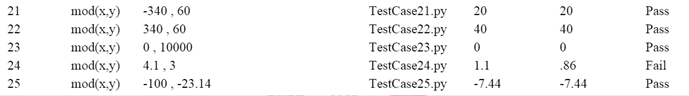 21 mod(x,y) -340 , 60 TestCase21.py 20 20 Pass
22 mod(x,y) 340 , 60 TestCase22.py 40 40 Pass
23 mod(x,y) 0 , 10000 TestCase23.py 0 0 Pass
24 mod(x,y) 4.1 , 3 TestCase24.py 1.1 .86 Fail
25 mod(x,y) -100 , -23.14 TestCase25.py -7.44 -7.44 Pass